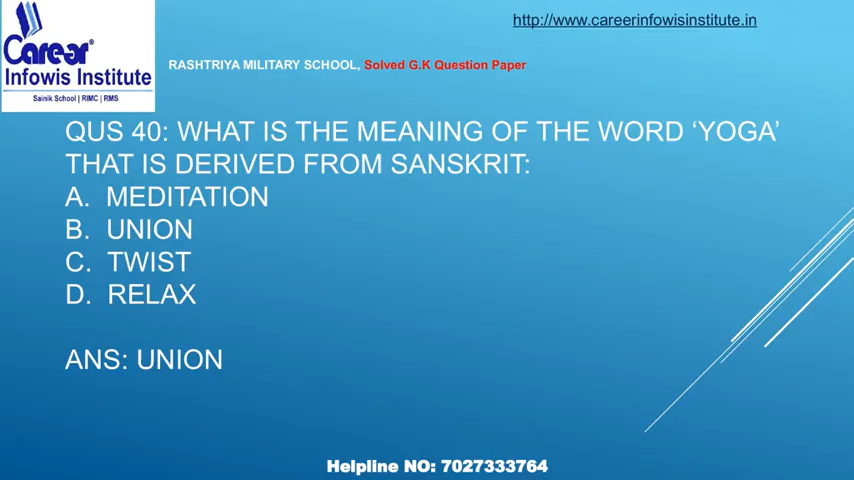 http://www.careerinfowisinstitute.in
Career®
Infowis Institute
Sainik School | RIMC | RMS
RASHTRIYA MILITARY SCHOOL, Solved G.K Question Paper
QUS 40: WHAT IS THE MEANING OF THE WORD ‘YOGA’
THAT IS DERIVED FROM SANSKRIT:
A. MEDITATION
B. UNION
C. TWIST
D. RELAX
ANS: UNION
Helpline NO: 7027333764